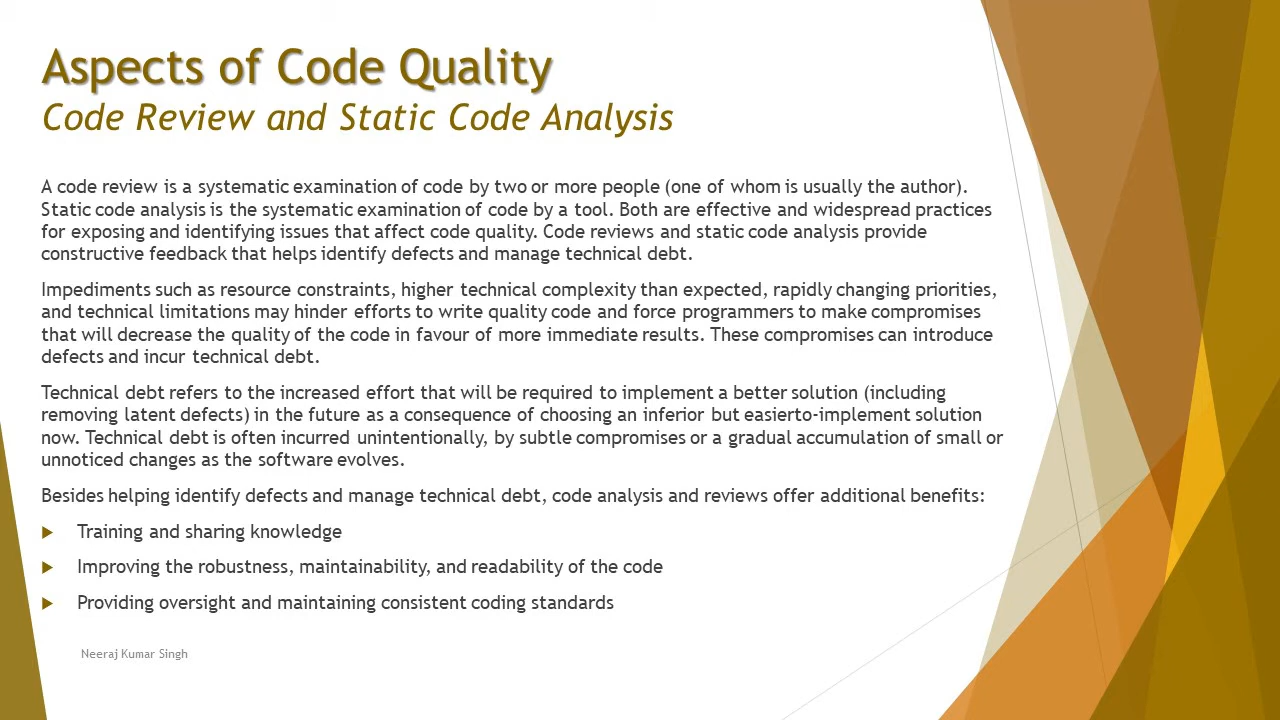 Aspects of Code Quality
Code Review and Static Code Analysis
A code review is a systematic examination of code by two or more people (one of whom is usually the author).
Static code analysis is the systematic examination of code by a tool. Both are effective and widespread practices
for exposing and identifying issues that affect code quality. Code reviews and static code analysis provide
constructive feedback that helps identify defects and manage technical debt.
Impediments such as resource constraints, higher technical complexity than expected, rapidly changing priorities,
and technical limitations may hinder efforts to write quality code and force programmers to make compromises
that will decrease the quality of the code in favour of more immediate results. These compromises can introduce
defects and incur technical debt.
Technical debt refers to the increased effort that will be required to implement a better solution (including
removing latent defects) in the future as a consequence of choosing an inferior but easierto-implement solution
now. Technical debt is often incurred unintentionally, by subtle compromises or a gradual accumulation of small or
unnoticed changes as the software evolves.
Besides helping identify defects and manage technical debt, code analysis and reviews offer additional benefits:
Training and sharing knowledge
Improving the robustness, maintainability, and readability of the code
Providing oversight and maintaining consistent coding standards
Neeraj Kumar Singh